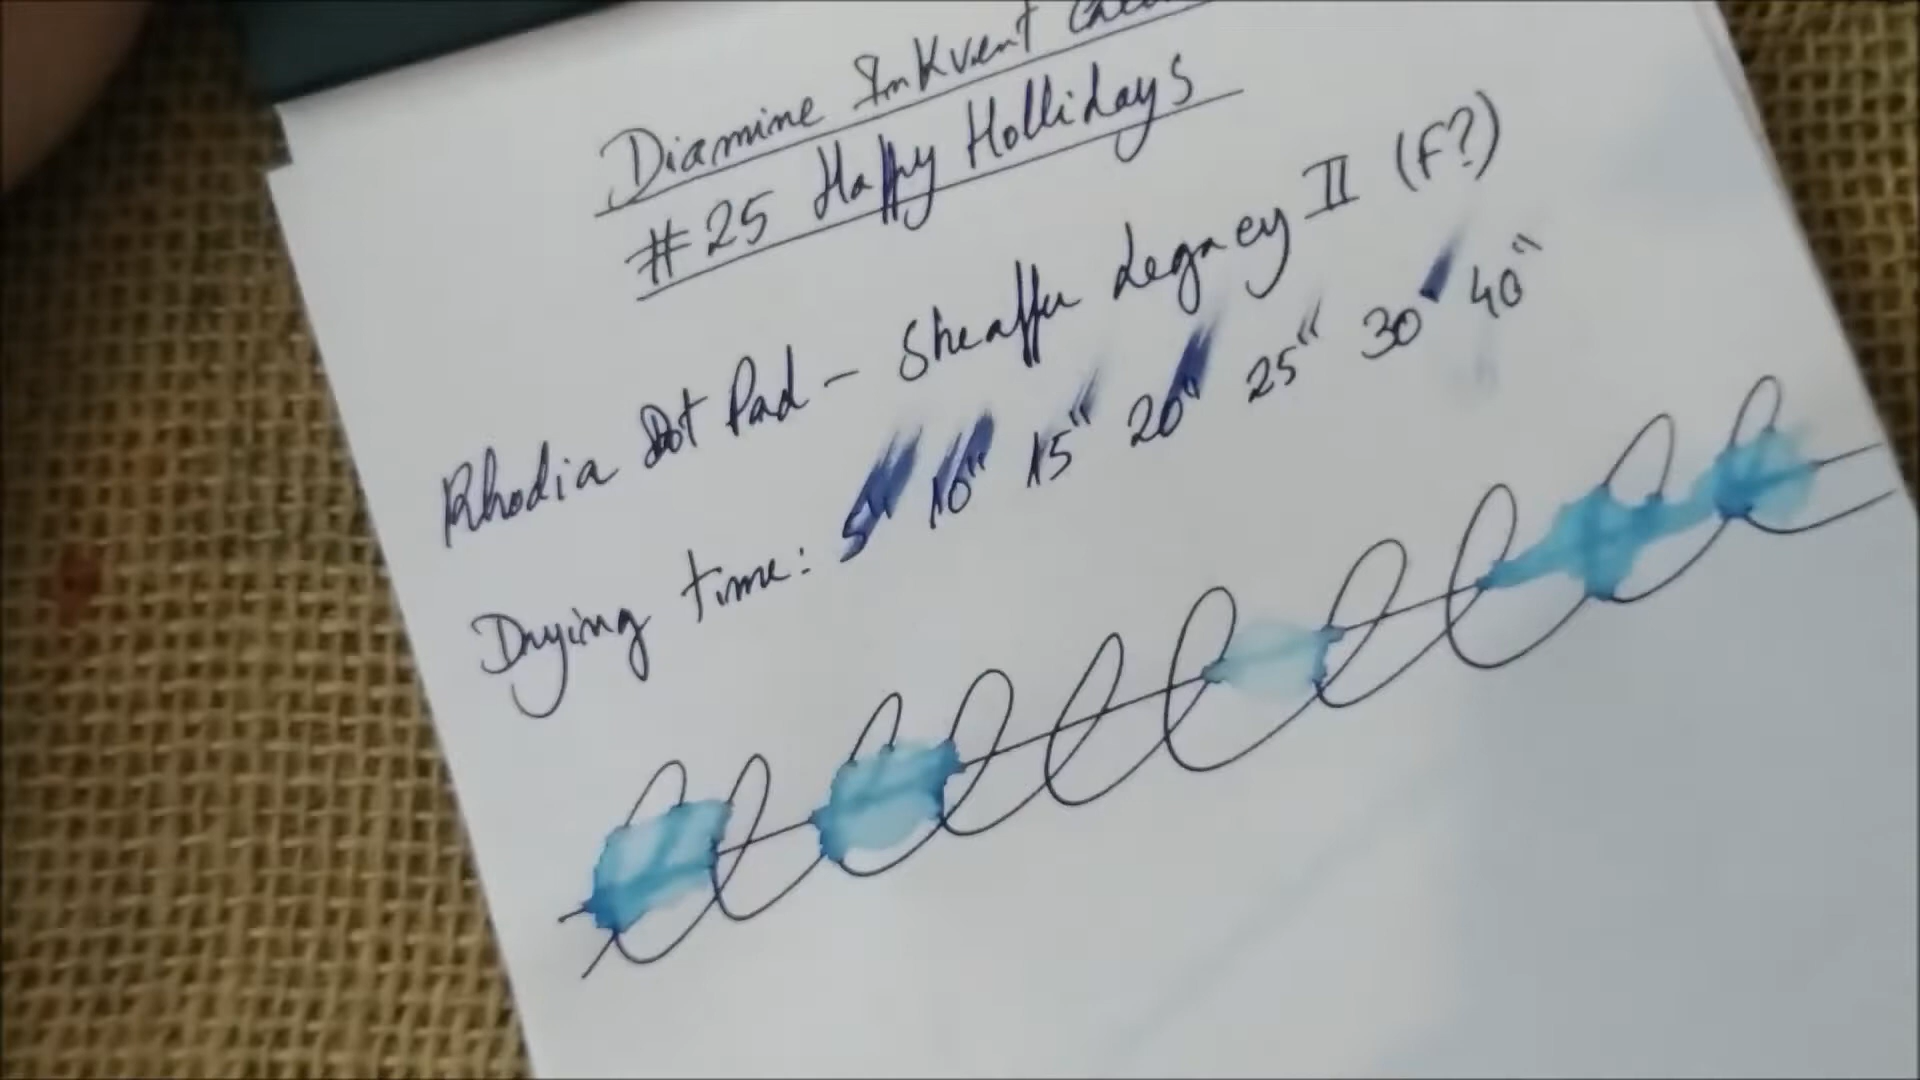 Diamine InKvent
#25 Happy Hollidays
Rhodia Dot Pad - Sheaffer Legacy II (F?)
Drying time: 5" 10" 15" 20" 25" 30" 40"